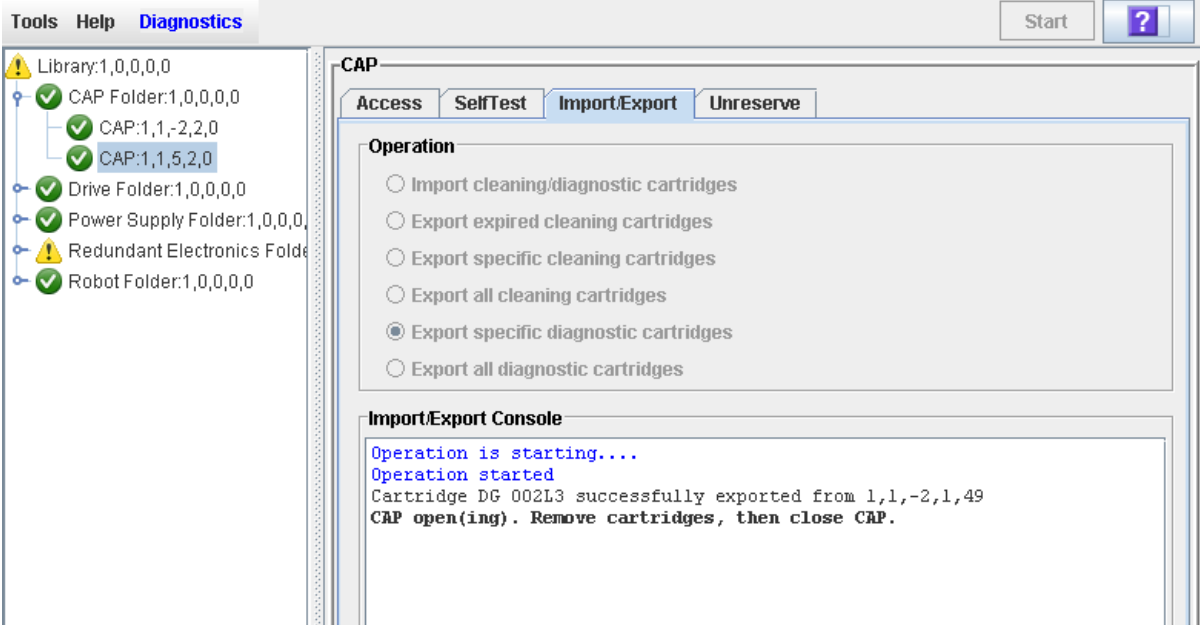 Tools Help Diagnostics
Start
?
Library:1,0,0,0,0
CAP Folder:1,0,0,0,0
CAP:1,1,-2,2,0
CAP:1,1,5,2,0
Drive Folder:1,0,0,0,0
Power Supply Folder:1,0,0,0,
Redundant Electronics Folde
Robot Folder:1,0,0,0,0
CAP
Access SelfTest Import/Export Unreserve
Operation
Import cleaning/diagnostic cartridges
Export expired cleaning cartridges
Export specific cleaning cartridges
Export all cleaning cartridges
Export specific diagnostic cartridges
Export all diagnostic cartridges
Import/Export Console
Operation is starting....
Operation started
Cartridge DG 002L3 successfully exported from 1,1,-2,1,49
CAP open(ing). Remove cartridges, then close CAP.